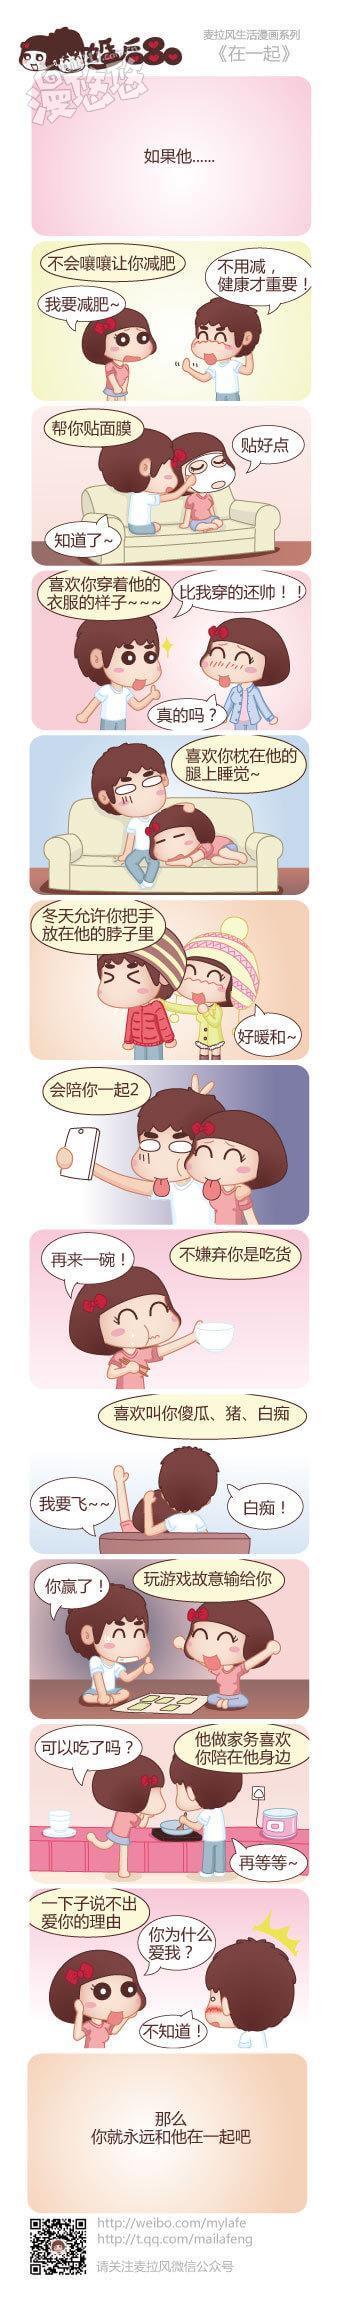 麦拉风生活漫画系列
婚后80
《在一起》
漫悠悠
如果他......
不会嚷嚷让你减肥
不用减，
健康才重要！
我要减肥~
帮你贴面膜
贴好点
知道了~
喜欢你穿着他的
衣服的样子~~~
比我穿的还帅！！
真的吗？
喜欢你枕在他的
腿上睡觉~
冬天允许你把手
放在他的脖子里
好暖和~
会陪你一起2
再来一碗！
不嫌弃你是吃货
喜欢叫你傻瓜、猪、白痴
我要飞~~
白痴！
你赢了！
玩游戏故意输给你
可以吃了吗？
他做家务喜欢
你陪在他身边
再等等~
一下子说不出
爱你的理由
你为什么
爱我？
不知道！
那么
你就永远和他在一起吧
http://weibo.com/mylafe
http://t.qq.com/mailafeng
请关注麦拉风微信公众号